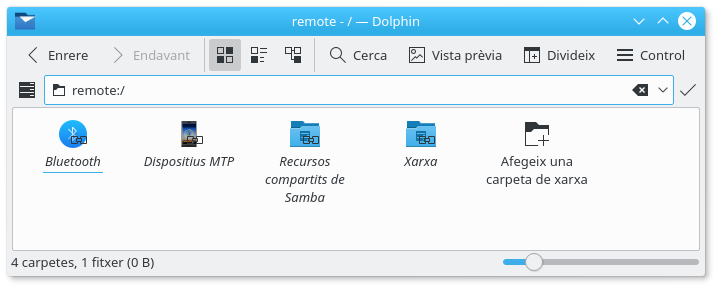 remote - / — Dolphin
Enrere Endavant Cerca Vista prèvia Divideix Control
remote:/
Bluetooth Dispositius MTP Recursos compartits de Samba Xarxa Afegeix una carpeta de xarxa
4 carpetes, 1 fitxer (0 B)